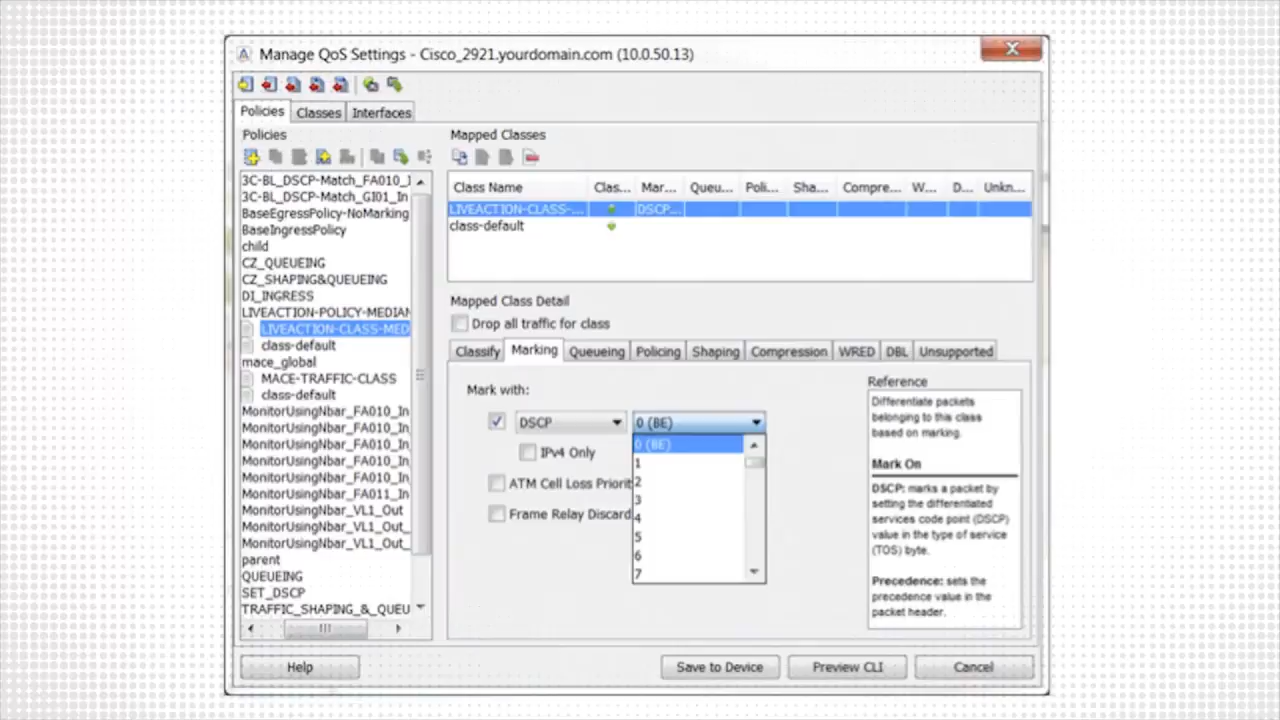 Manage QoS Settings - Cisco_2921.yourdomain.com (10.0.50.13)
Policies Classes Interfaces
Policies
3C-BL_DSCP-Match_FA010_1
3C-BL_DSCP-Match_GI01_In
BaseEgressPolicy-NoMarking
BaseIngressPolicy
child
CZ_QUEUEING
CZ_SHAPING&QUEUEING
DI_INGRESS
LIVEACTION-POLICY-MEDIAN
LIVEACTION-CLASS-MED
class-default
mace_global
MACE-TRAFFIC-CLASS
class-default
MonitorUsingNbar_FA010_In
MonitorUsingNbar_FA010_In
MonitorUsingNbar_FA010_In
MonitorUsingNbar_FA010_In
MonitorUsingNbar_FA010_In
MonitorUsingNbar_FA011_In
MonitorUsingNbar_VL1_Out
MonitorUsingNbar_VL1_Out_
MonitorUsingNbar_VL1_Out_
parent
QUEUEING
SET_DSCP
TRAFFIC_SHAPING_&_QUEU
Mapped Classes
Class Name Clas... Mar... Queu... Poli... Sha... Compre... W... D... Unkn...
LIVEACTION-CLASS-... DSCP...
class-default
Mapped Class Detail
Drop all traffic for class
Classify Marking Queueing Policing Shaping Compression WRED DBL Unsupported
Mark with:
DSCP 0 (BE)
IPv4 Only
ATM Cell Loss Priorit
Frame Relay Discard
0 (BE)
1
2
3
4
5
6
7
Reference
Differentiate packets
belonging to this class
based on marking.
Mark On
DSCP: marks a packet by
setting the differentiated
services code point (DSCP)
value in the type of service
(TOS) byte.
Precedence: sets the
precedence value in the
packet header.
Help Save to Device Preview CLI Cancel